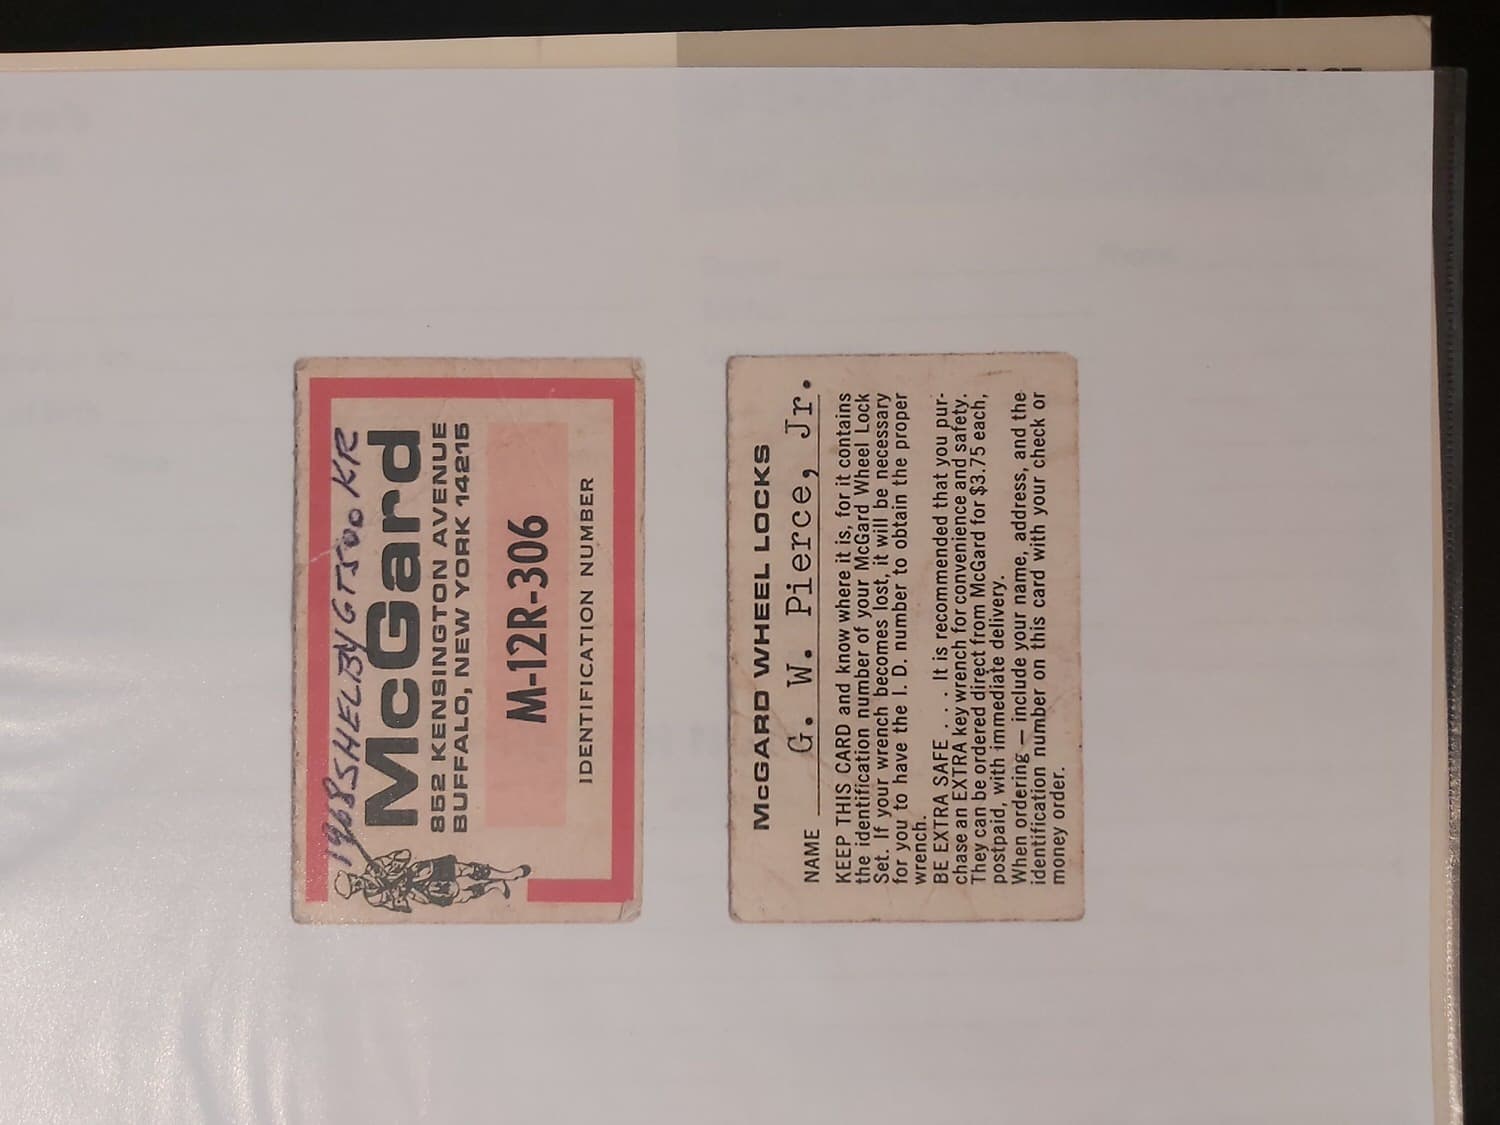 1968 SHELBY GT500 KR
McGard
852 KENSINGTON AVENUE
BUFFALO, NEW YORK 14215
M-12R-306
IDENTIFICATION NUMBER
McGARD WHEEL LOCKS
NAME G. W. Pierce, Jr.
KEEP THIS CARD and know where it is, for it contains
the identification number of your McGard Wheel Lock
Set. If your wrench becomes lost, it will be necessary
for you to have the I. D. number to obtain the proper
wrench.
BE EXTRA SAFE . . . It is recommended that you pur-
chase an EXTRA key wrench for convenience and safety.
They can be ordered direct from McGard for $3.75 each,
postpaid, with immediate delivery.
When ordering – include your name, address, and the
identification number on this card with your check or
money order.